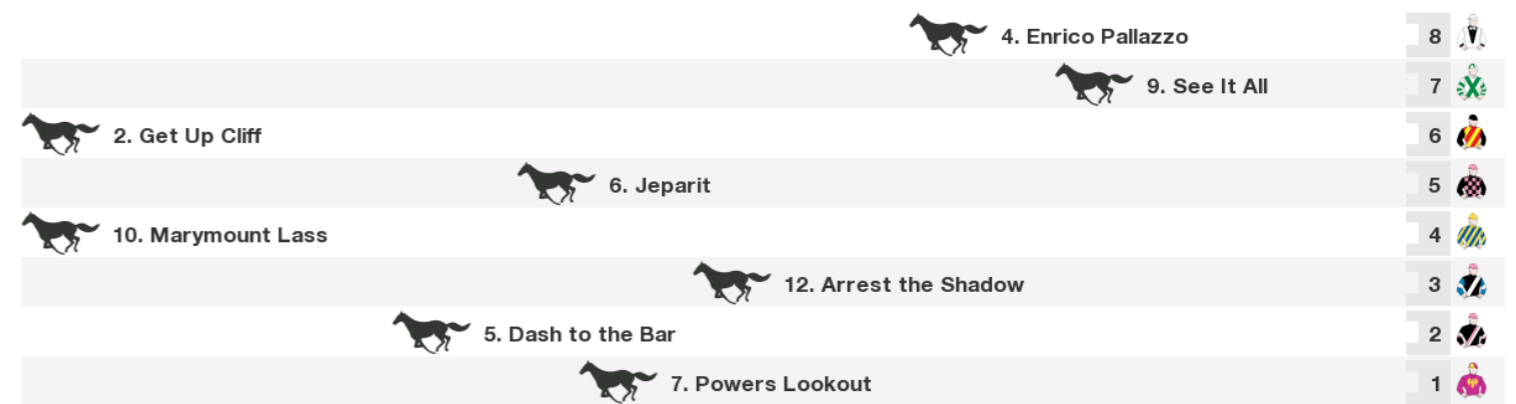 4. Enrico Pallazzo 8
9. See It All 7
2. Get Up Cliff 6
6. Jeparit 5
10. Marymount Lass 4
12. Arrest the Shadow 3
5. Dash to the Bar 2
7. Powers Lookout 1